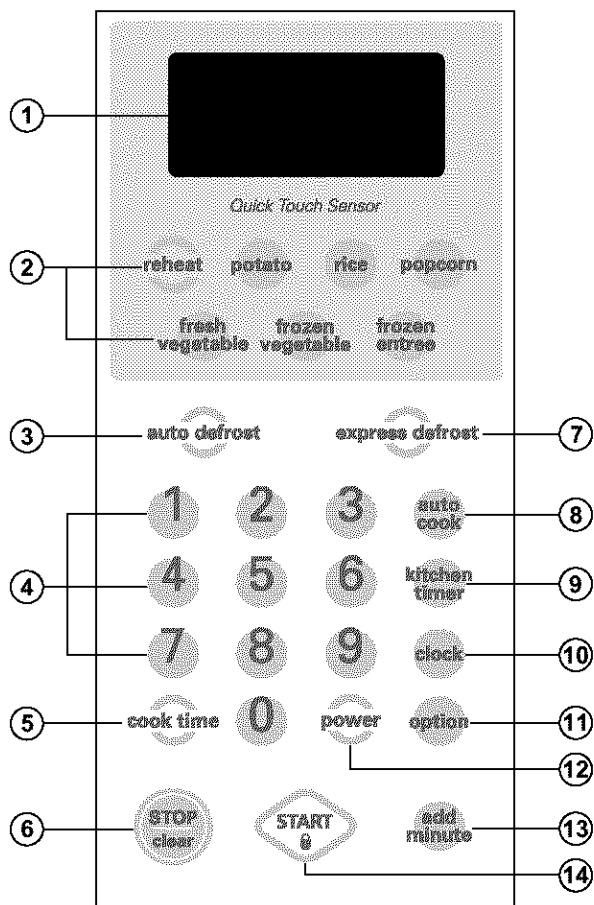 1
Quick Touch Sensor
2 reheat potato rice popcorn
fresh vegetable frozen vegetable frozen entree
3 auto defrost express defrost 7
1 2 3 auto cook 8
4 4 5 6 kitchen timer 9
7 8 9 clock 10
5 cook time 0 power option 11
12
6 STOP clear START add minute 13
14